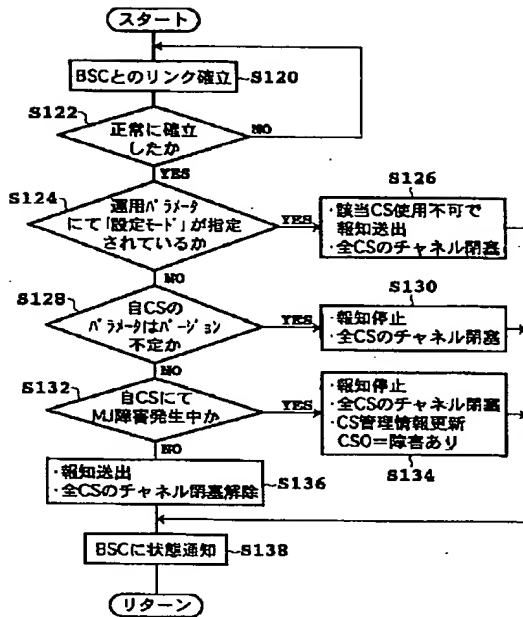 スタート
BSCとのリンク確立
S120
S122
正常に確立
したか
NO
YES
S124
運用パラメータ
にて「設定モード」が指定
されているか
YES
S126
・該当CS使用不可で
報知送出
・全CSのチャネル閉塞
NO
S128
自CSの
パラメータはバージョン
不定か
YES
S130
・報知停止
・全CSのチャネル閉塞
NO
S132
自CSにて
MJ障害発生中か
YES
・報知停止
・全CSのチャネル閉塞
・CS管理情報更新
CS0=障害あり
S134
NO
・報知送出
・全CSのチャネル閉塞解除
S136
BSCに状態通知
S138
リターン